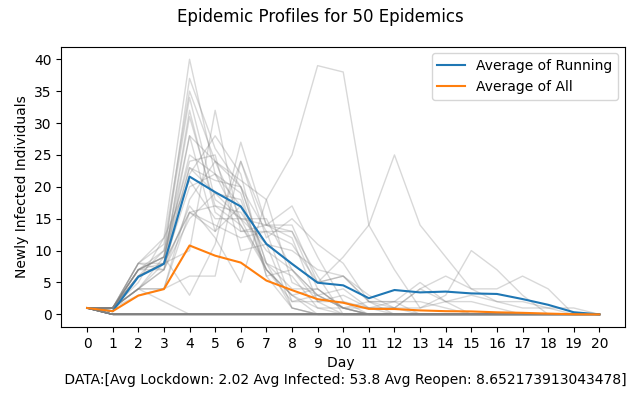 Epidemic Profiles for 50 Epidemics
40
35
30
25
20
15
10
5
0
Newly Infected Individuals
Average of Running
Average of All
0 1 2 3 4 5 6 7 8 9 10 11 12 13 14 15 16 17 18 19 20
Day
DATA:[Avg Lockdown: 2.02 Avg Infected: 53.8 Avg Reopen: 8.652173913043478]